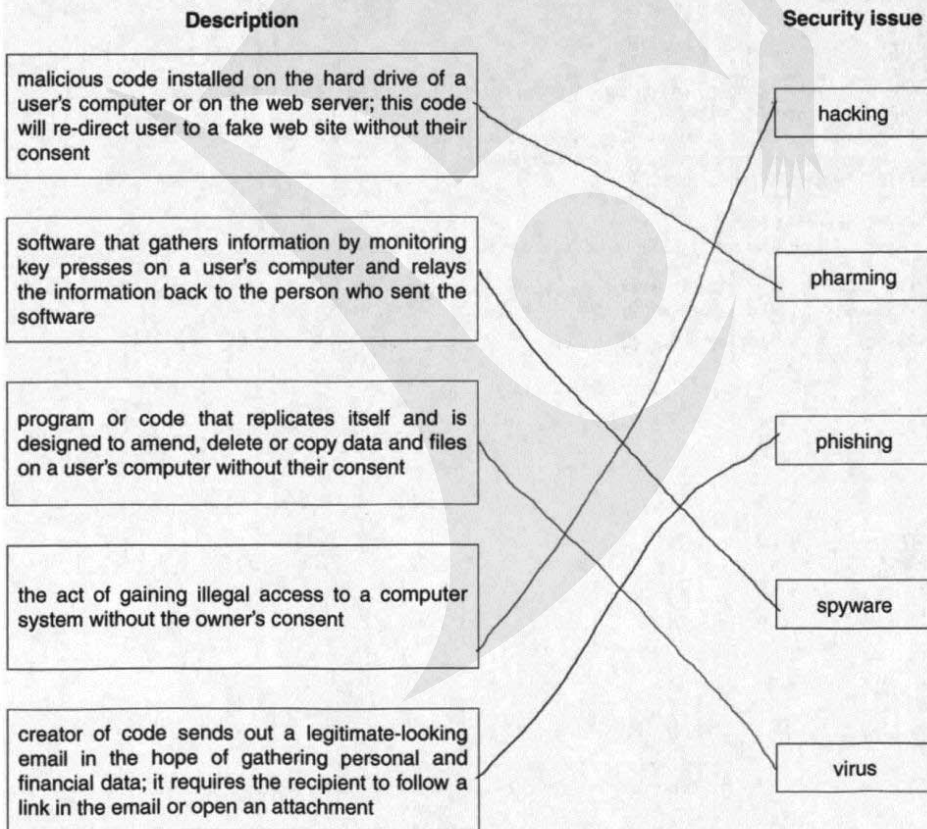 Description
Security issue
malicious code installed on the hard drive of a
user's computer or on the web server; this code
will re-direct user to a fake web site without their
consent
hacking
software that gathers information by monitoring
key presses on a user's computer and relays
the information back to the person who sent the
software
pharming
program or code that replicates itself and is
designed to amend, delete or copy data and files
on a user's computer without their consent
phishing
the act of gaining illegal access to a computer
system without the owner's consent
spyware
creator of code sends out a legitimate-looking
email in the hope of gathering personal and
financial data; it requires the recipient to follow a
link in the email or open an attachment
virus